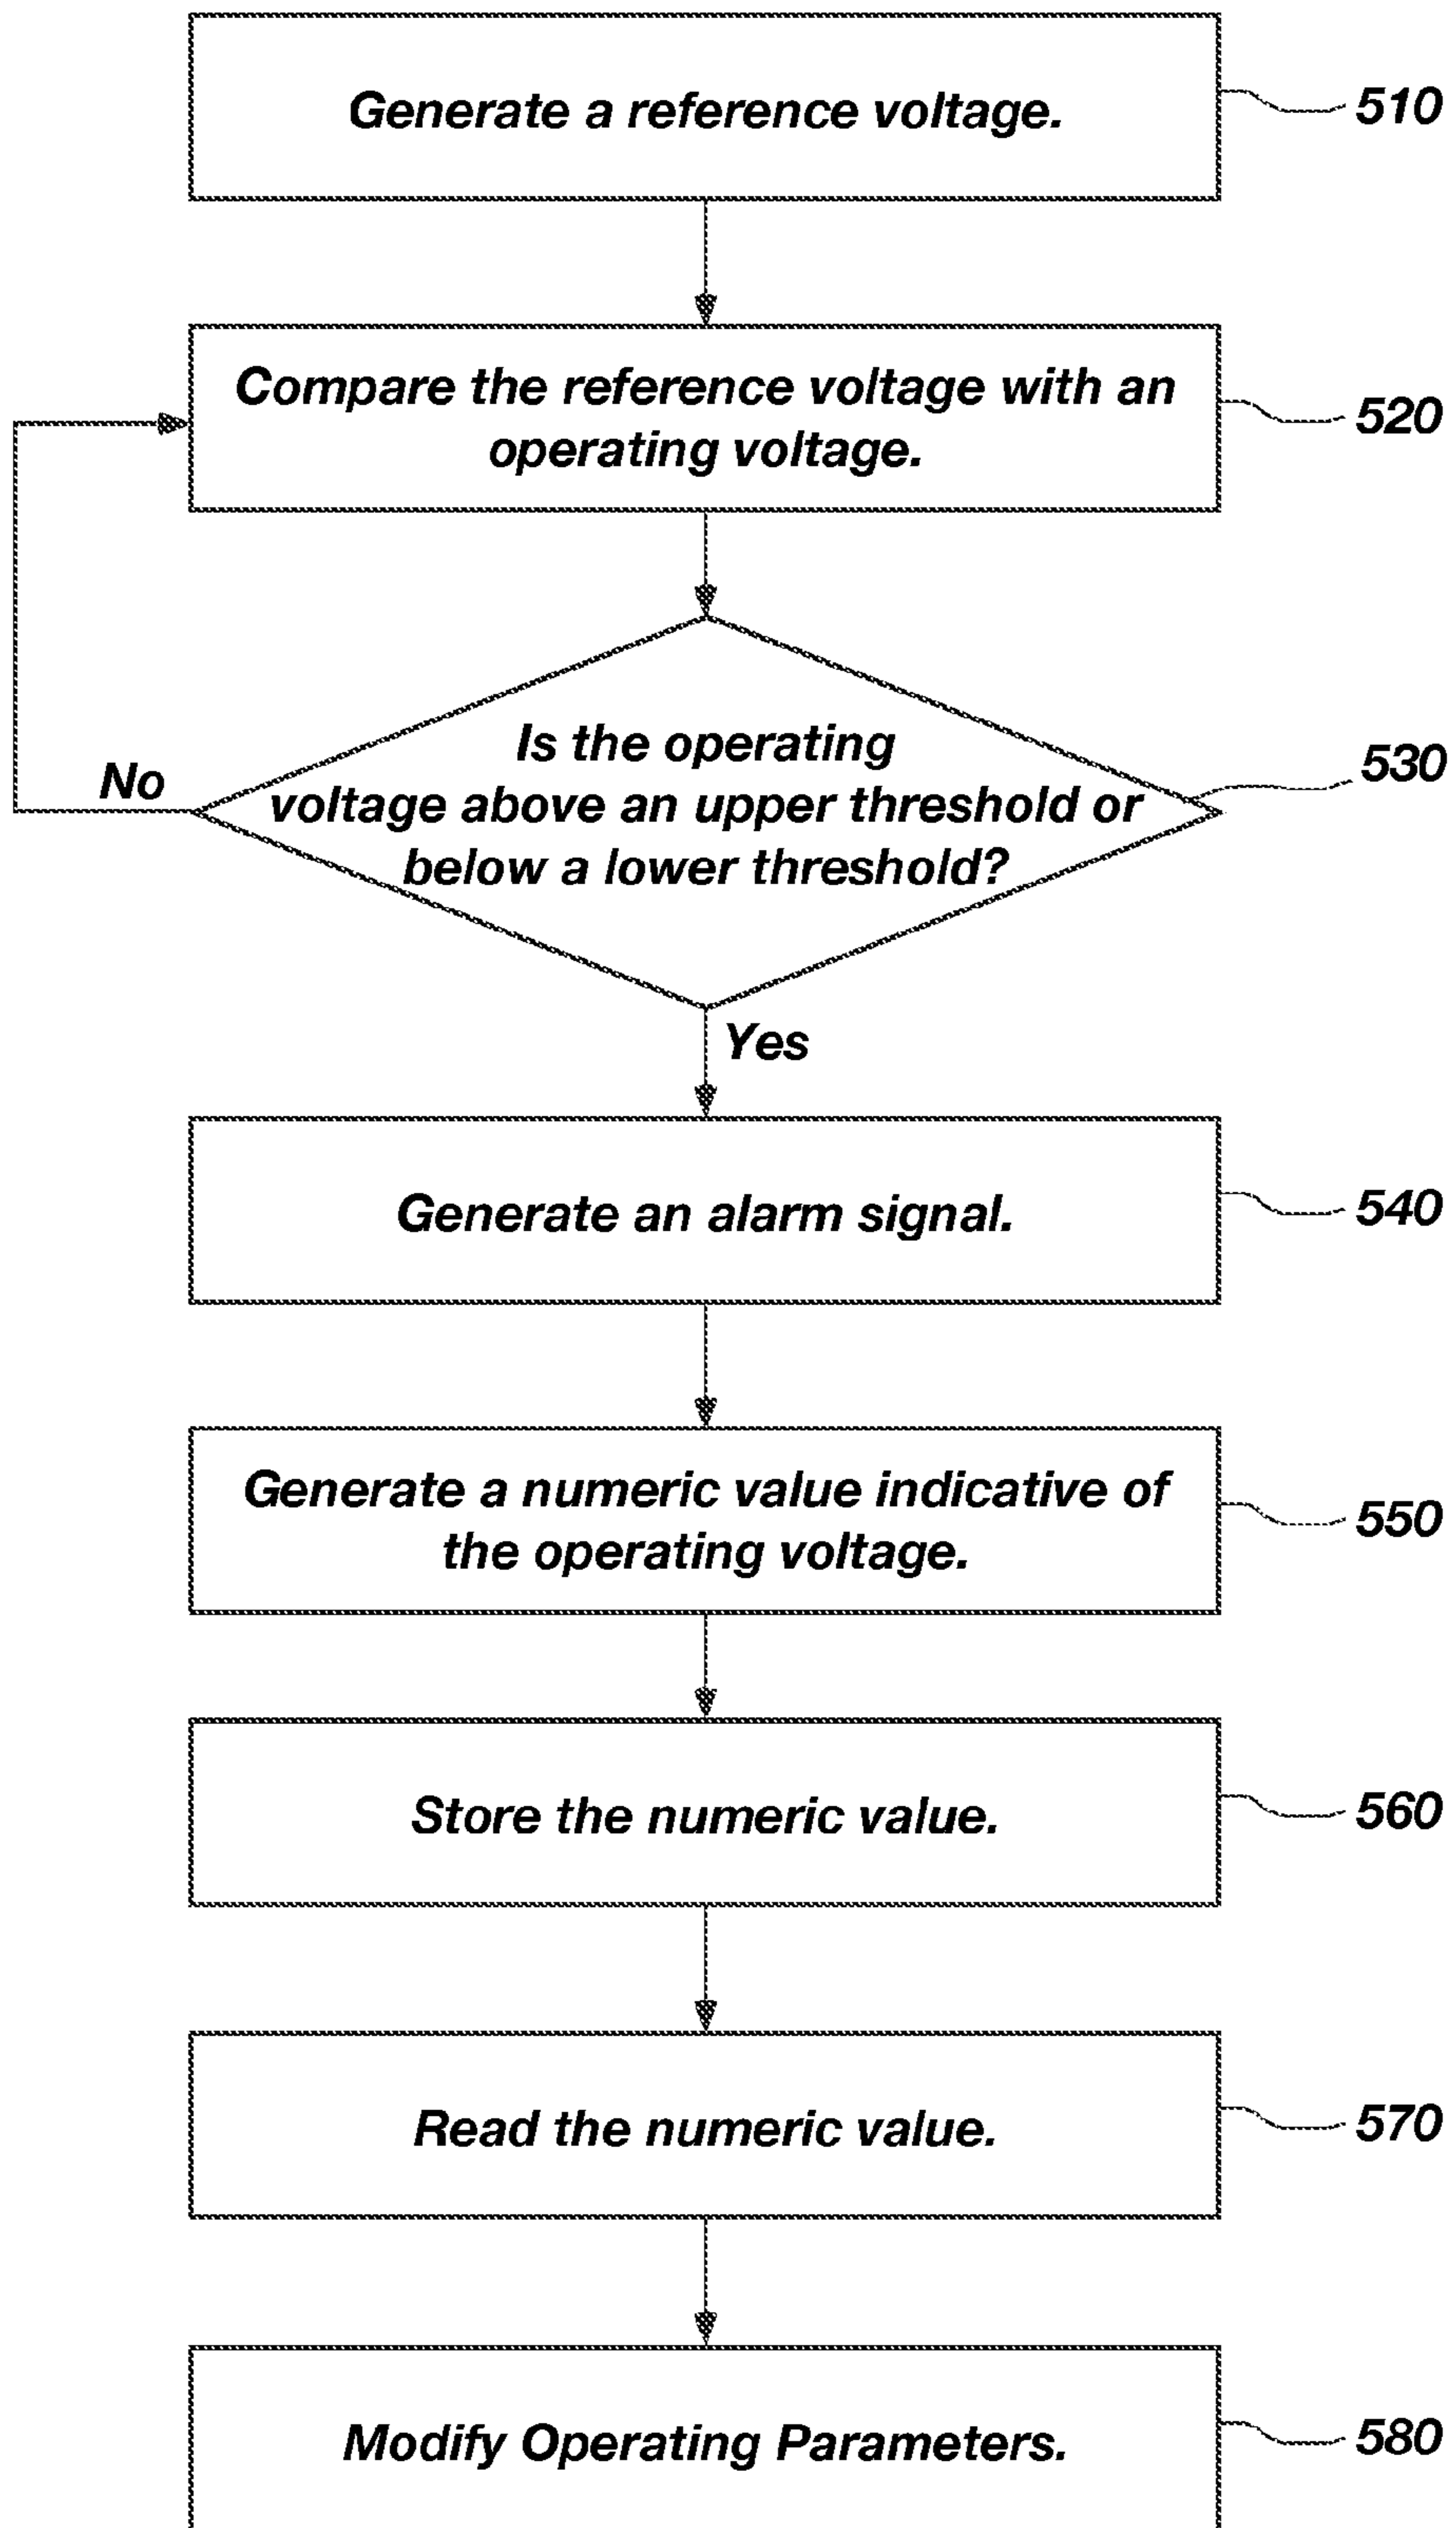 Generate a reference voltage.
510
Compare the reference voltage with an
operating voltage.
520
Is the operating
voltage above an upper threshold or
below a lower threshold?
530
No
Yes
Generate an alarm signal.
540
Generate a numeric value indicative of
the operating voltage.
550
Store the numeric value.
560
Read the numeric value.
570
Modify Operating Parameters.
580